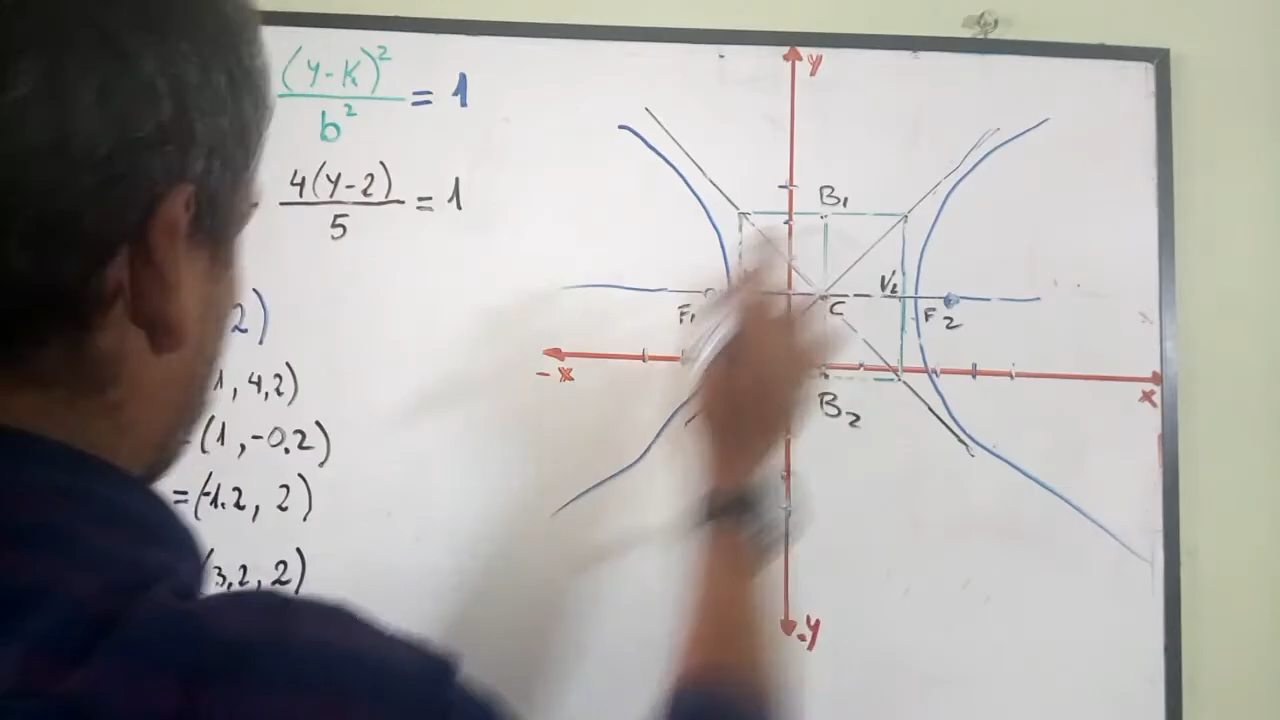 (y-K)²
b²
= 1
4(y-2)
5
= 1
2)
1, 4,2)
(1, -0.2)
=(-1.2, 2)
(3,2, 2)
y
B₁
V₂
C
F₁
F₂
-x
x
B₂
-y